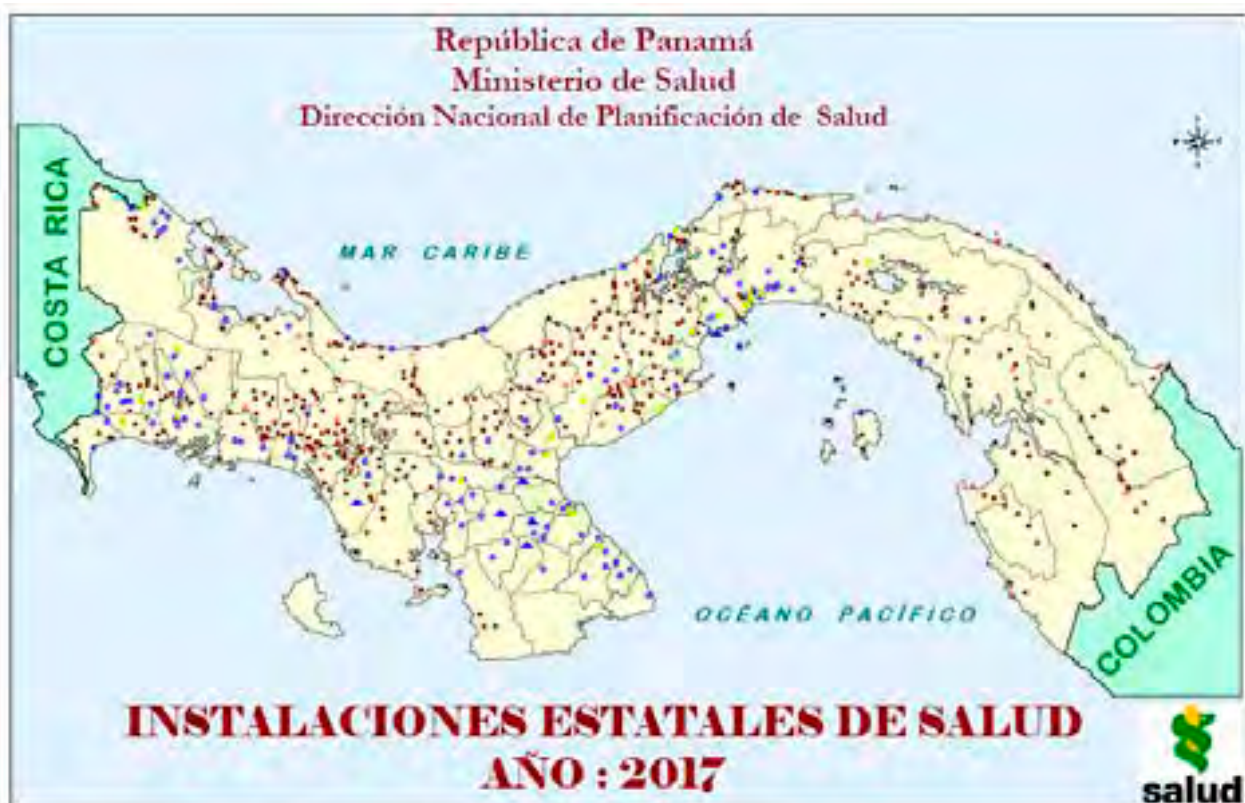 República de Panamá
Ministerio de Salud
Dirección Nacional de Planificación de Salud
COSTA RICA
MAR CARIBE
OCÉANO PACÍFICO
COLOMBIA
INSTALACIONES ESTATALES DE SALUD
AÑO : 2017
salud